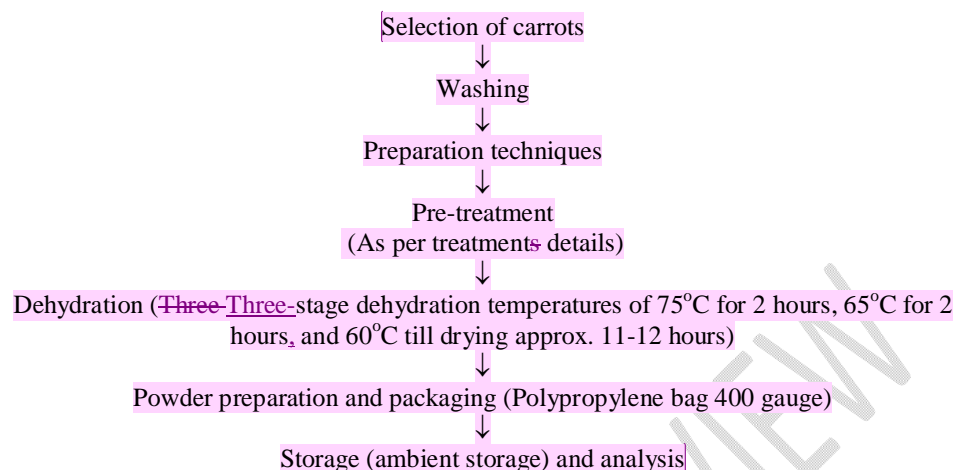 Selection of carrots
↓
Washing
↓
Preparation techniques
↓
Pre-treatment
(As per treatments details)
↓
Dehydration (Three Three-stage dehydration temperatures of 75°C for 2 hours, 65°C for 2
hours, and 60°C till drying approx. 11-12 hours)
↓
Powder preparation and packaging (Polypropylene bag 400 gauge)
↓
Storage (ambient storage) and analysis
VIEW